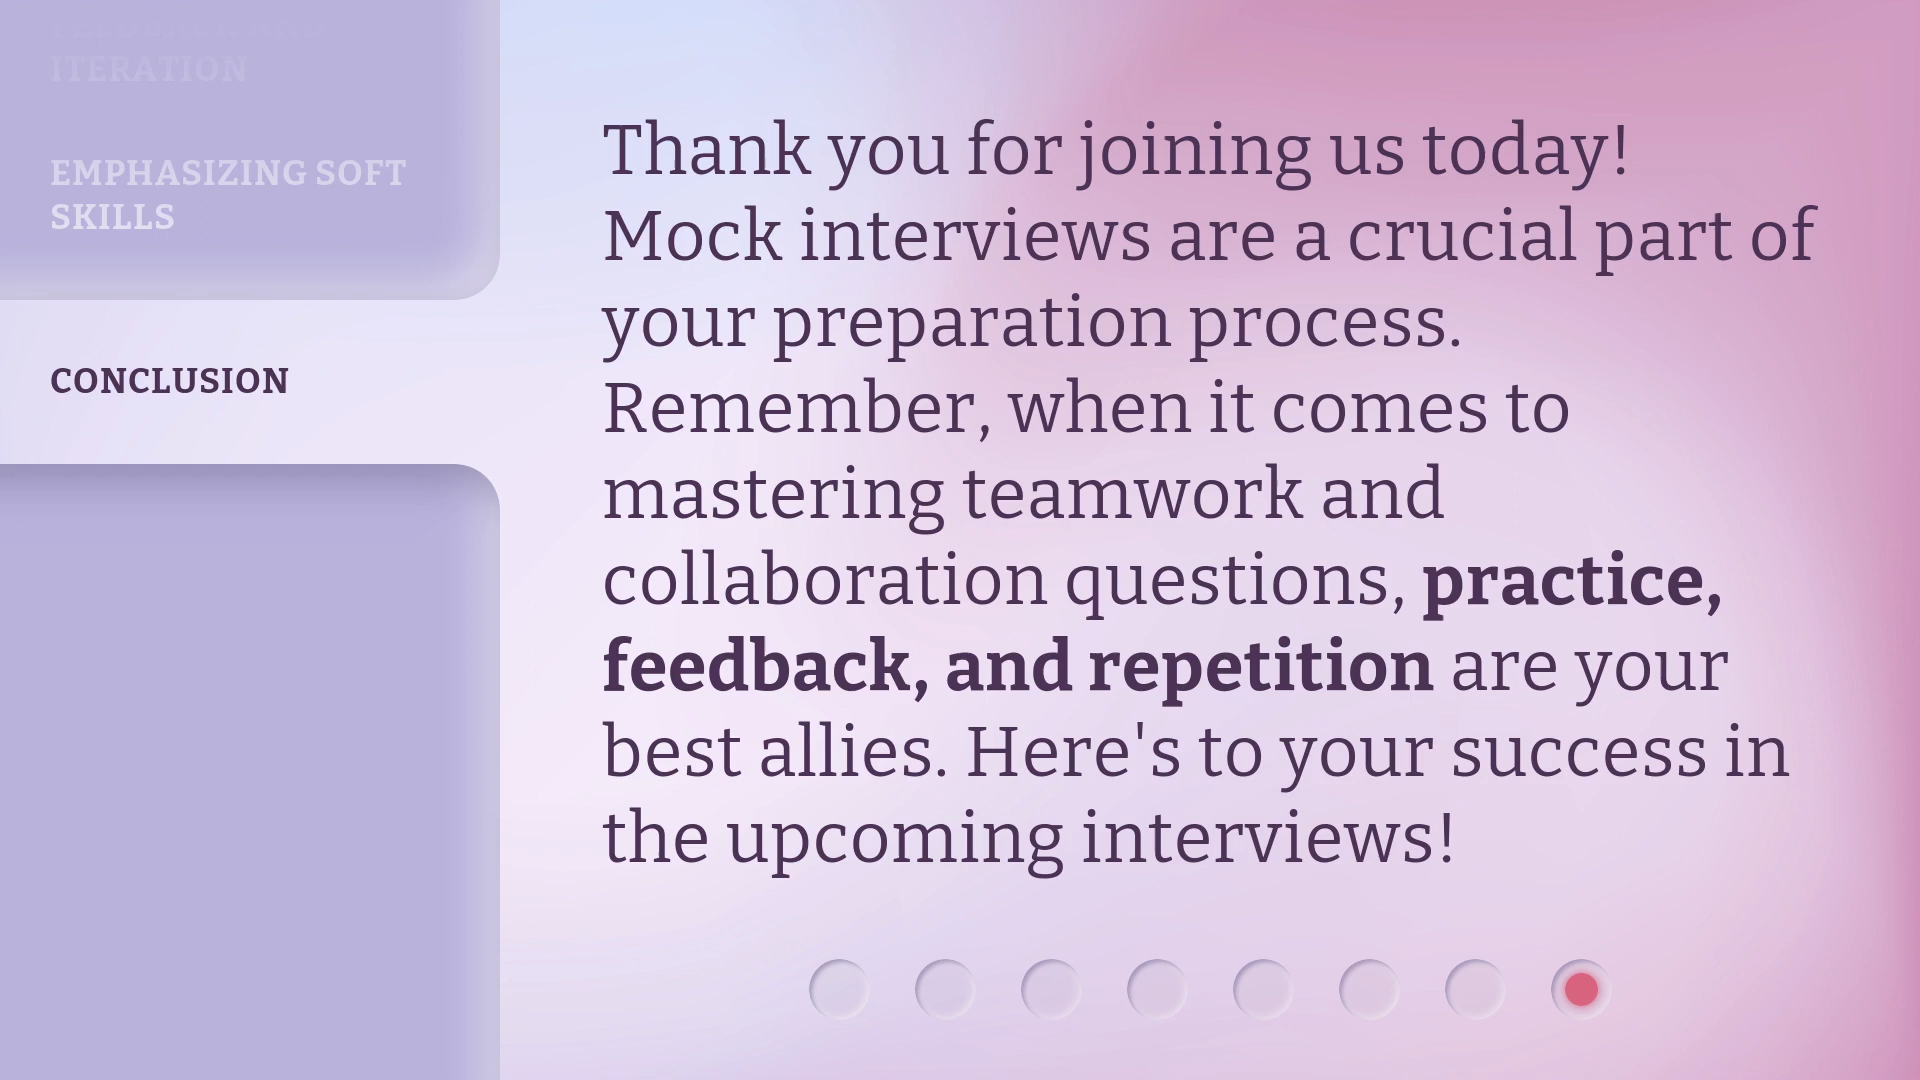 ITERATION
EMPHASIZING SOFT
SKILLS
CONCLUSION
Thank you for joining us today!
Mock interviews are a crucial part of
your preparation process.
Remember, when it comes to
mastering teamwork and
collaboration questions, practice,
feedback, and repetition are your
best allies. Here's to your success in
the upcoming interviews!